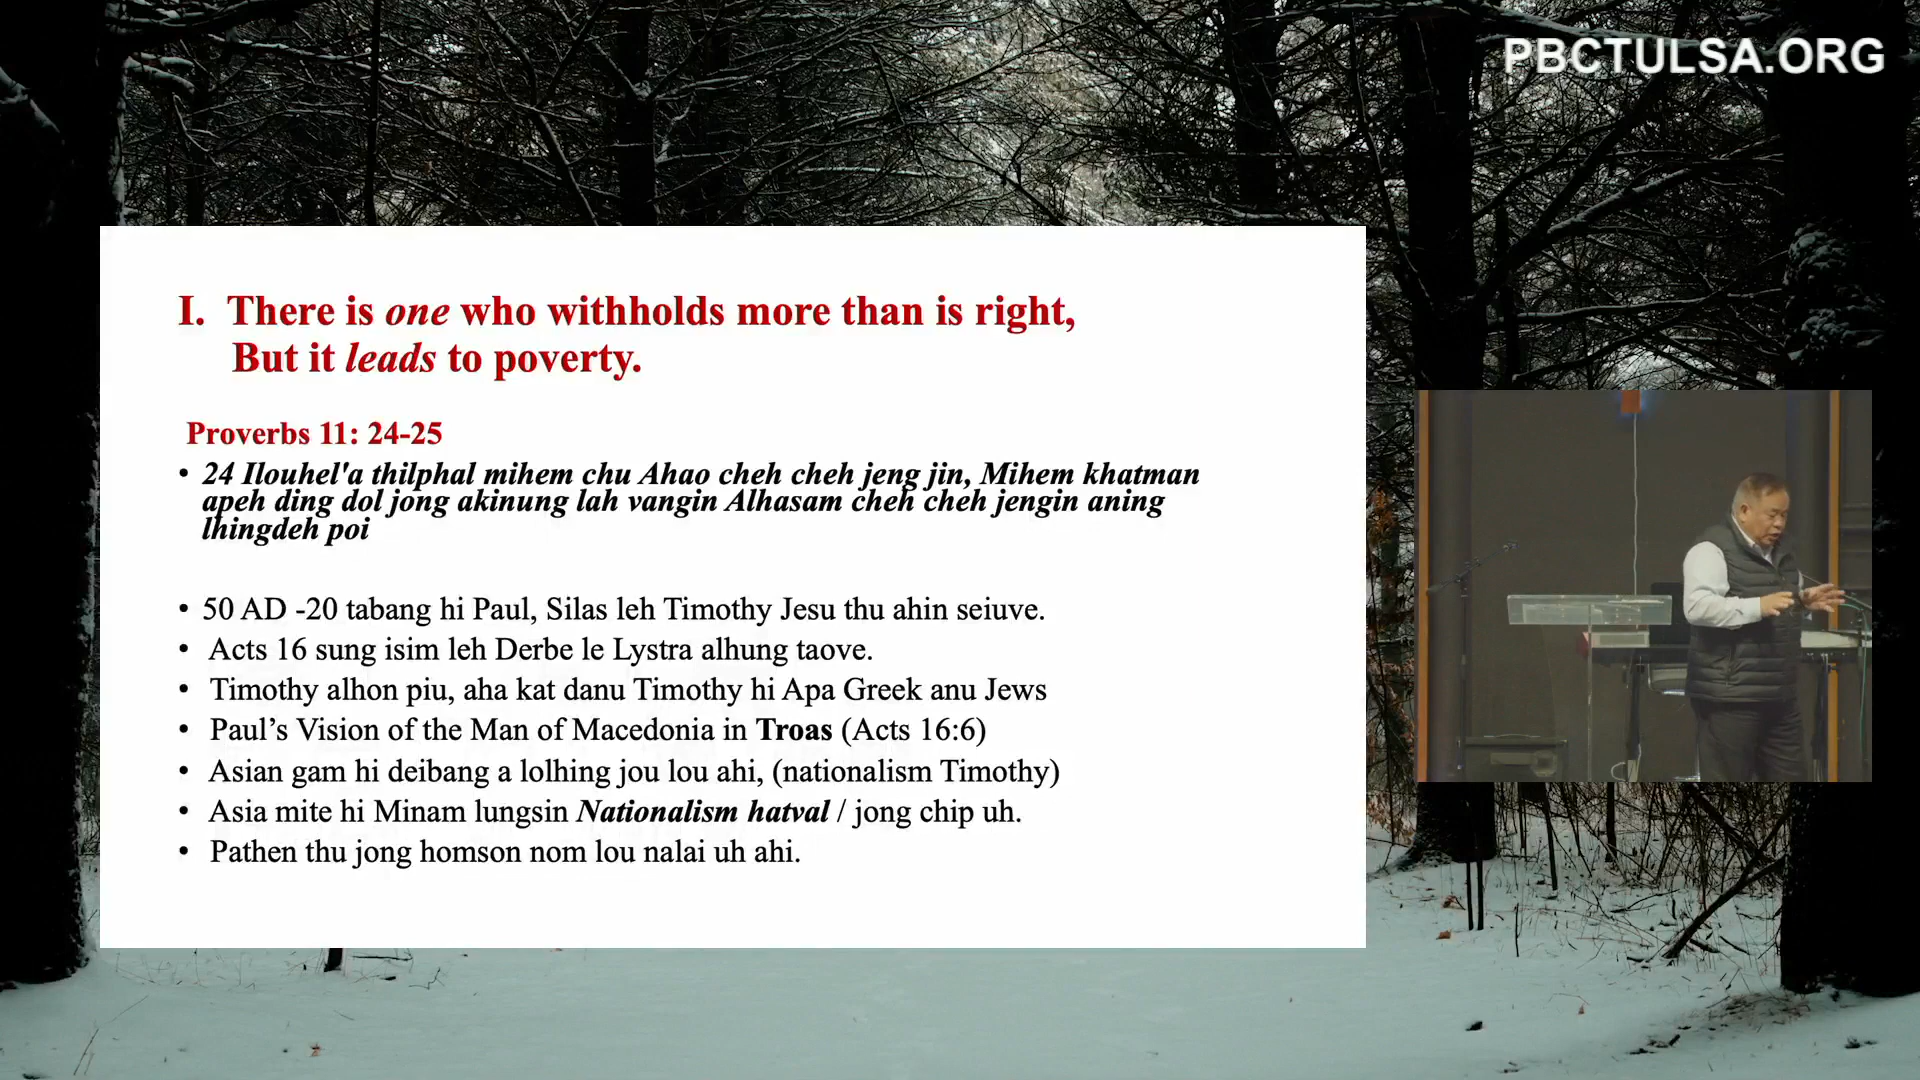 PBCTULSA.ORG
I. There is one who withholds more than is right,
But it leads to poverty.
Proverbs 11: 24-25
• 24 Ilouhel'a thilphal mihem chu Ahao cheh cheh jeng jin, Mihem khatman
apeh ding dol jong akinung lah vangin Alhasam cheh cheh jengin aning
lhingdeh poi
• 50 AD -20 tabang hi Paul, Silas leh Timothy Jesu thu ahin seiuve.
• Acts 16 sung isim leh Derbe le Lystra alhung taove.
• Timothy alhon piu, aha kat danu Timothy hi Apa Greek anu Jews
• Paul’s Vision of the Man of Macedonia in Troas (Acts 16:6)
• Asian gam hi deibang a lolhing jou lou ahi, (nationalism Timothy)
• Asia mite hi Minam lungsin Nationalism hatval / jong chip uh.
• Pathen thu jong homson nom lou nalai uh ahi.